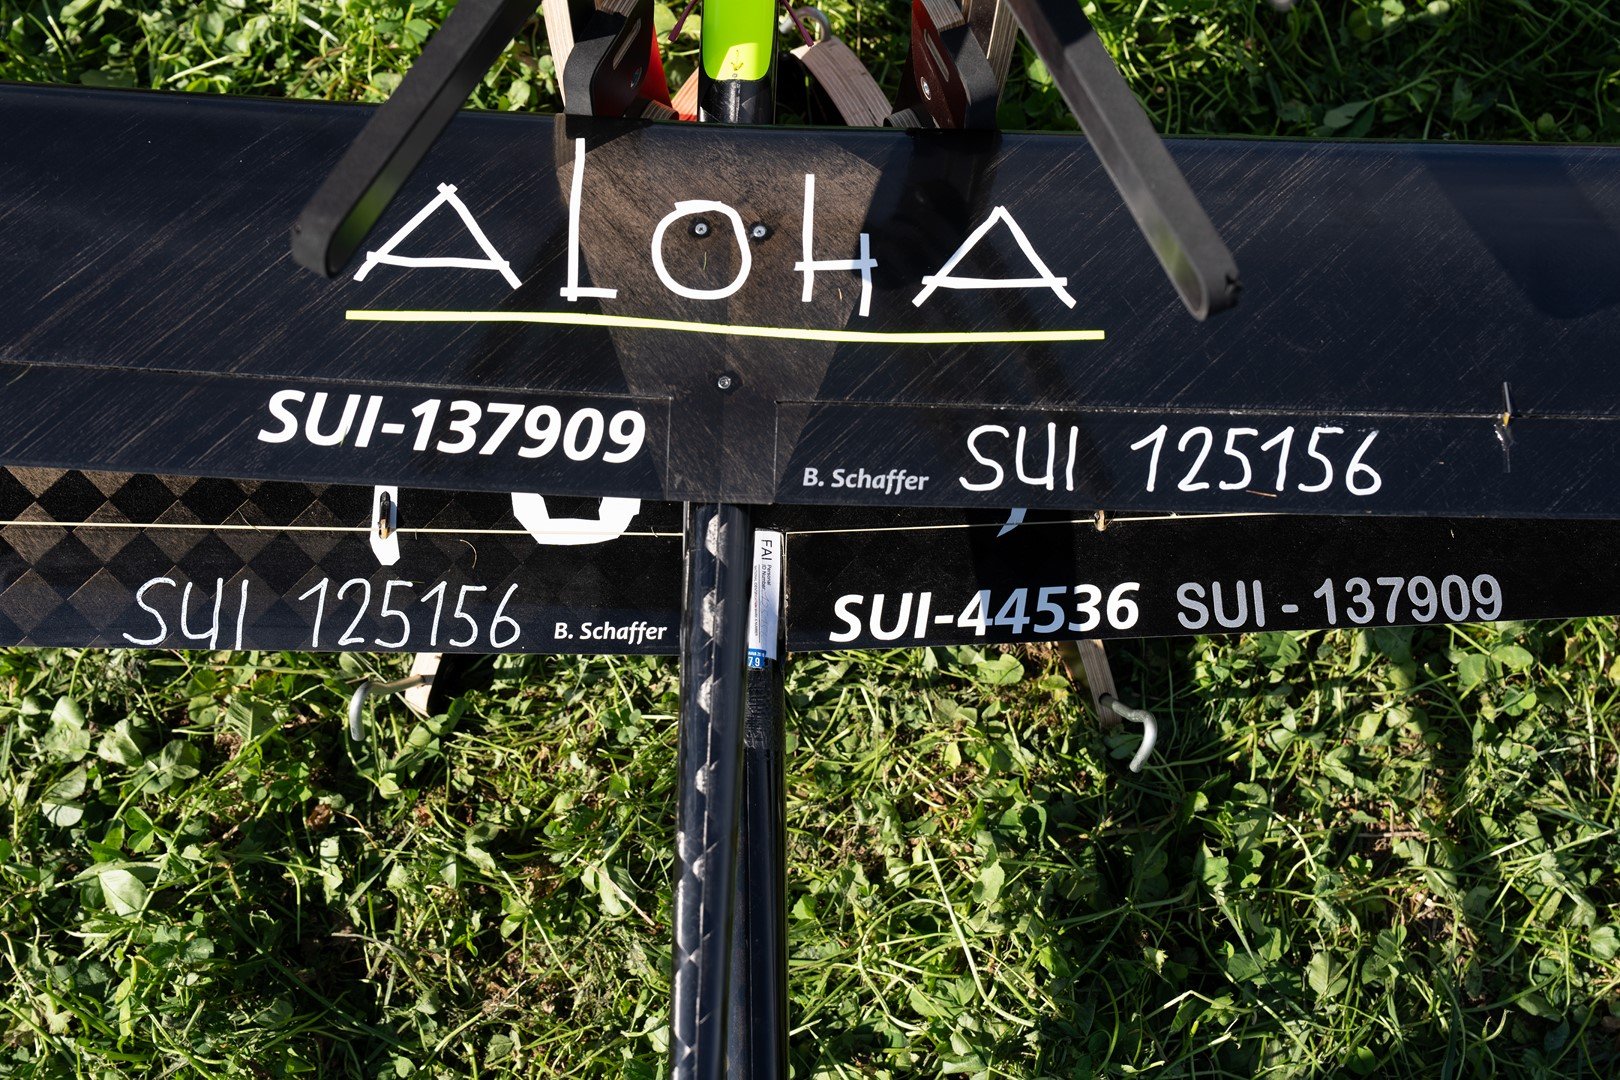 ALOHA
SUI-137909
B. Schaffer SUI 125156
FAI
SUI 125156 B. Schaffer
SUI-44536 SUI - 137909